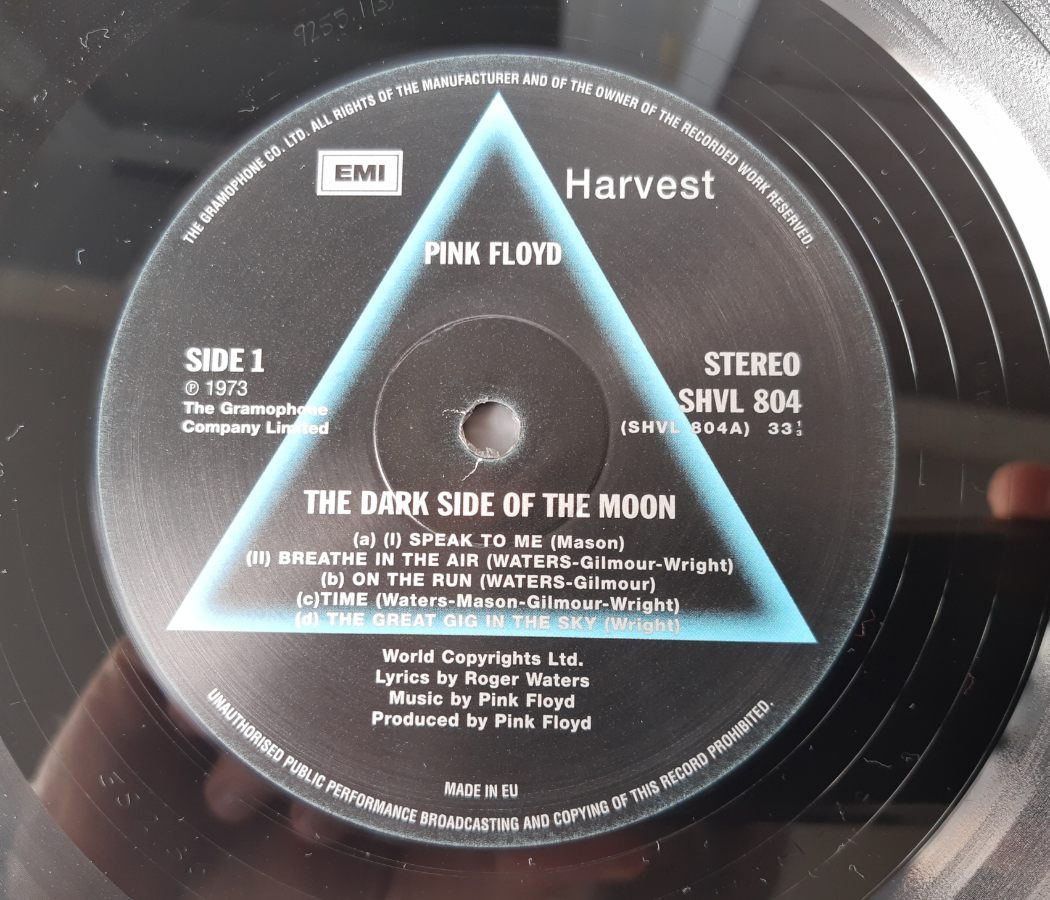 THE GRAMOPHONE CO. LTD. ALL RIGHTS OF THE MANUFACTURER AND OF THE OWNER OF THE RECORDED WORK RESERVED.
EMI
Harvest
PINK FLOYD
SIDE 1
℗ 1973
The Gramophone
Company Limited
STEREO
SHVL 804
(SHVL 804A) 33⅓
THE DARK SIDE OF THE MOON
(a) (I) SPEAK TO ME (Mason)
(II) BREATHE IN THE AIR (WATERS-Gilmour-Wright)
(b) ON THE RUN (WATERS-Gilmour)
(c)TIME (Waters-Mason-Gilmour-Wright)
(d) THE GREAT GIG IN THE SKY (Wright)
World Copyrights Ltd.
Lyrics by Roger Waters
Music by Pink Floyd
Produced by Pink Floyd
MADE IN EU
UNAUTHORISED PUBLIC PERFORMANCE BROADCASTING AND COPYING OF THIS RECORD PROHIBITED.